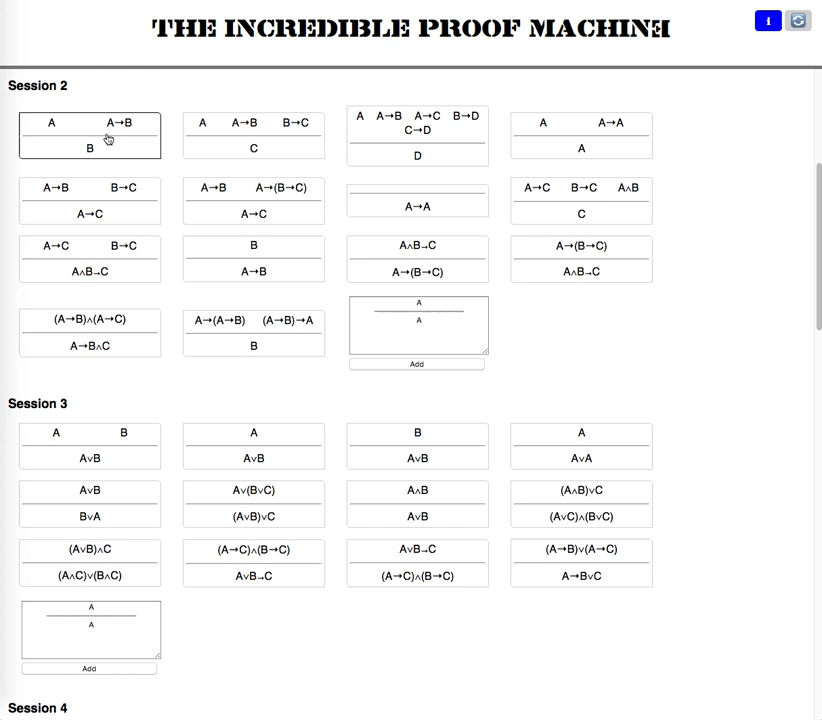 THE INCREDIBLE PROOF MACHINE
i
Session 2
A A→B
B
A A→B B→C
C
A A→B A→C B→D
C→D
D
A A→A
A
A→B B→C
A→C
A→B A→(B→C)
A→C
A→A
A→C B→C A∧B
C
A→C B→C
A∧B→C
B
A→B
A∧B→C
A→(B→C)
A→(B→C)
A∧B→C
(A→B)∧(A→C)
A→B∧C
A→(A→B) (A→B)→A
B
A
A
Add
Session 3
A B
A∨B
A
A∨B
B
A∨B
A
A∨A
A∨B
B∨A
A∨(B∨C)
(A∨B)∨C
A∧B
A∨B
(A∧B)∨C
(A∨C)∧(B∨C)
(A∨B)∧C
(A∧C)∨(B∧C)
(A→C)∧(B→C)
A∨B→C
A∨B→C
(A→C)∧(B→C)
(A→B)∨(A→C)
A→B∨C
A
A
Add
Session 4